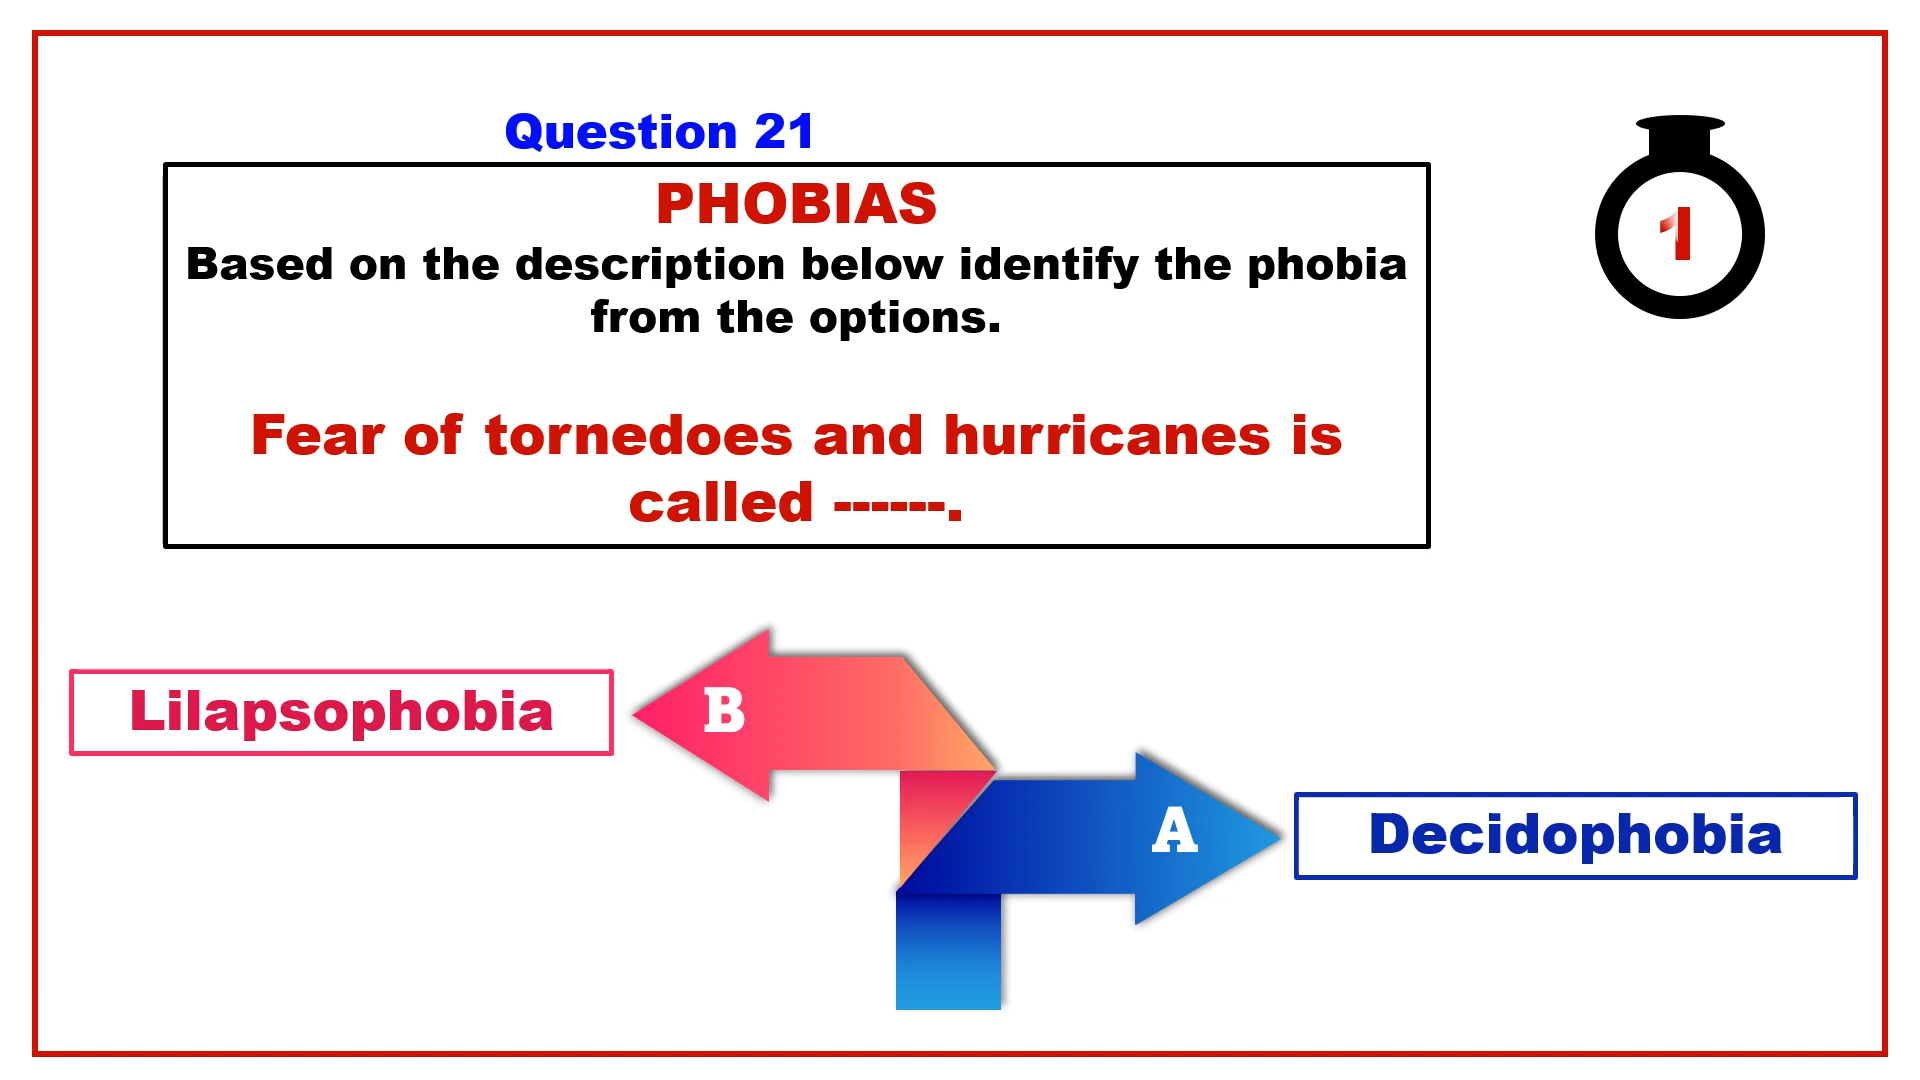 Question 21
1
PHOBIAS
Based on the description below identify the phobia
from the options.
Fear of tornedoes and hurricanes is
called ------.
B
Lilapsophobia
A
Decidophobia